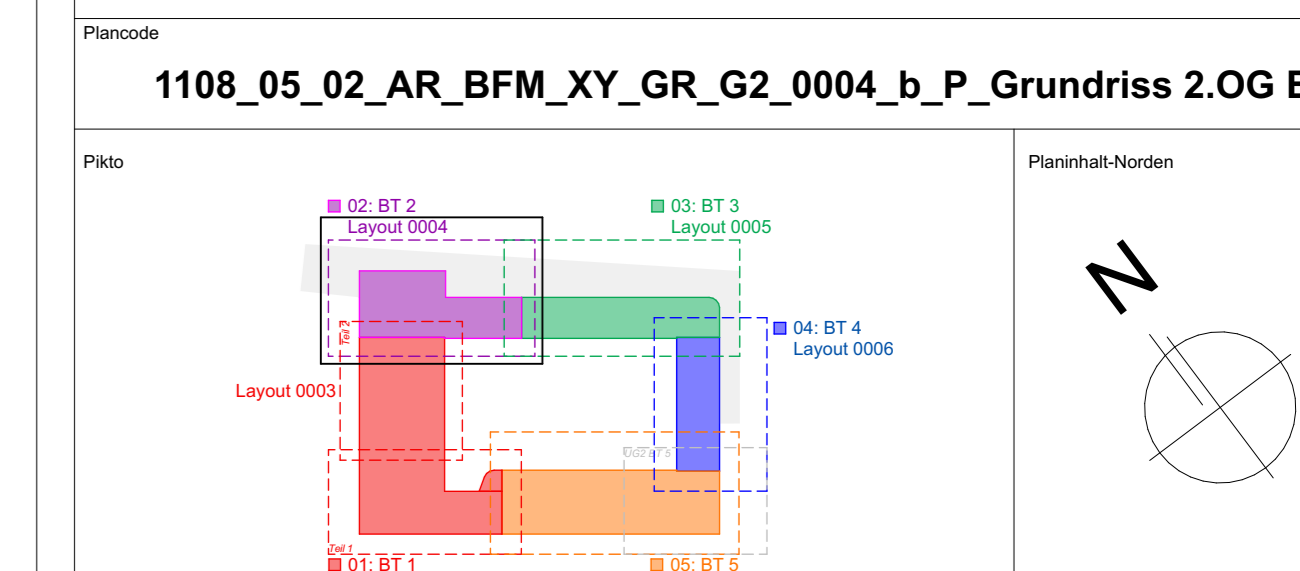 Plancode
1108_05_02_AR_BFM_XY_GR_G2_0004_b_P_Grundriss 2.OG
Pikto
Planinhalt-Norden
02: BT 2
Layout 0004
03: BT 3
Layout 0005
N
Teil 2
04: BT 4
Layout 0006
Layout 0003
UG2 BT 5
Teil 1
01: BT 1
05: BT 5